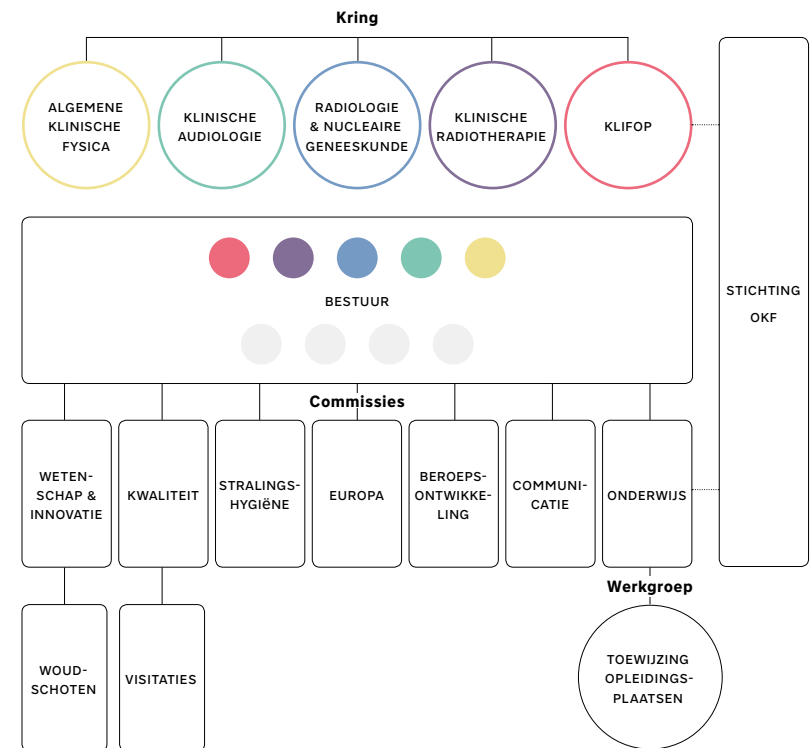 Kring
ALGEMENE
KLINISCHE
FYSICA
KLINISCHE
AUDIOLOGIE
RADIOLOGIE
& NUCLEAIRE
GENEESKUNDE
KLINISCHE
RADIOTHERAPIE
KLIFOP
STICHTING
OKF
BESTUUR
Commissies
WETEN-
SCHAP &
INNOVATIE
KWALITEIT
STRALINGS-
HYGIËNE
EUROPA
BEROEPS-
ONTWIKKE-
LING
COMMUNI-
CATIE
ONDERWIJS
Werkgroep
WOUD-
SCHOTEN
VISITATIES
TOEWIJZING
OPLEIDINGS-
PLAATSEN